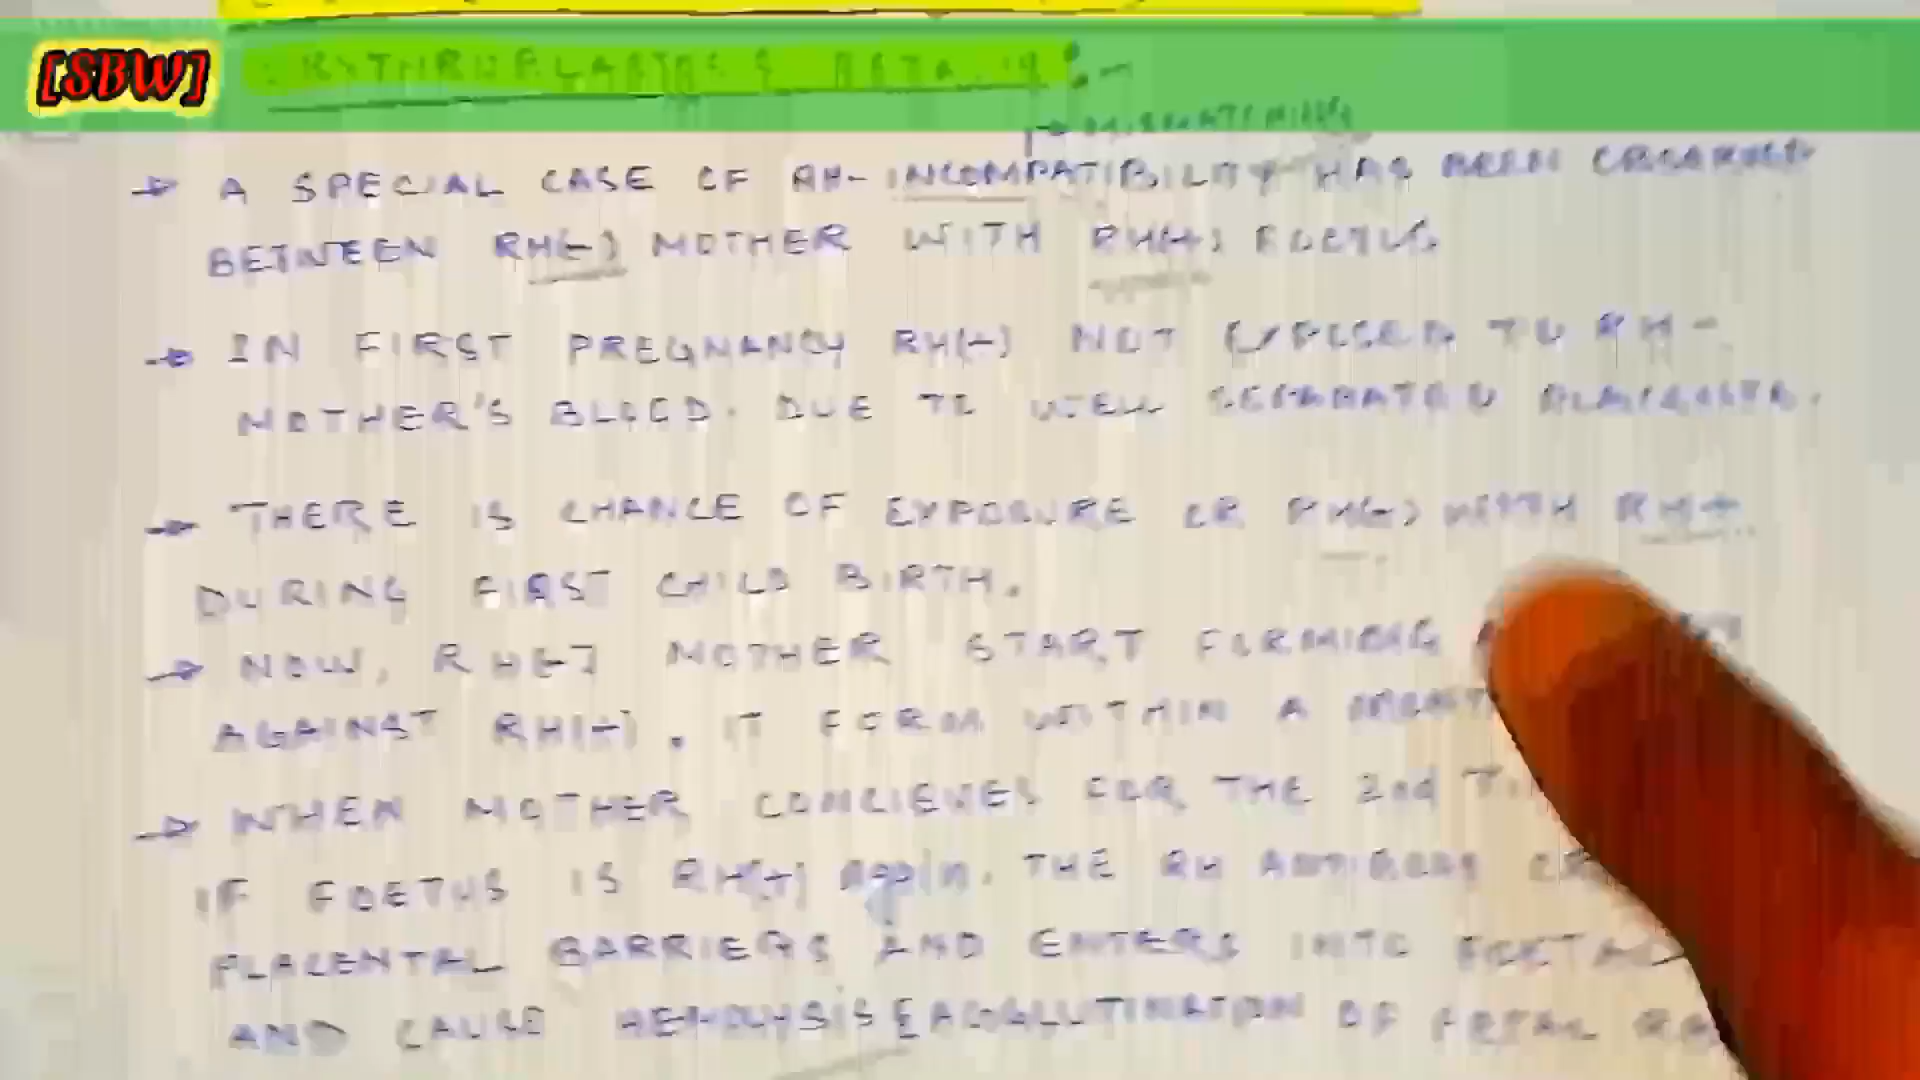 [SBW]
ERYTHROBLASTOSIS FETALIS :-
→ MISMATCHING
→ A SPECIAL CASE OF RH- INCOMPATIBILITY HAS BEEN OBSERVED
BETWEEN RH(-) MOTHER WITH RH(+) FOETUS
→ IN FIRST PREGNANCY RH(-) NOT EXPOSED TO RH -
MOTHER'S BLOOD. DUE TO WELL SEPARATED PLACENTA.
→ THERE IS CHANCE OF EXPOSURE OR RH(-) WITH RH+
DURING FIRST CHILD BIRTH.
→ NOW, RH(-) MOTHER START FORMING
AGAINST RH(+). IT FORM WITHIN A
→ WHEN MOTHER CONCIEVES FOR THE 2nd
IF FOETUS IS RH(+) again. THE RH ANTIBODY
PLACENTAL BARRIERS AND ENTERS INTO FOETAL
AND CAUSE HEMOLYSIS & AGGLUTINATION OF FETAL